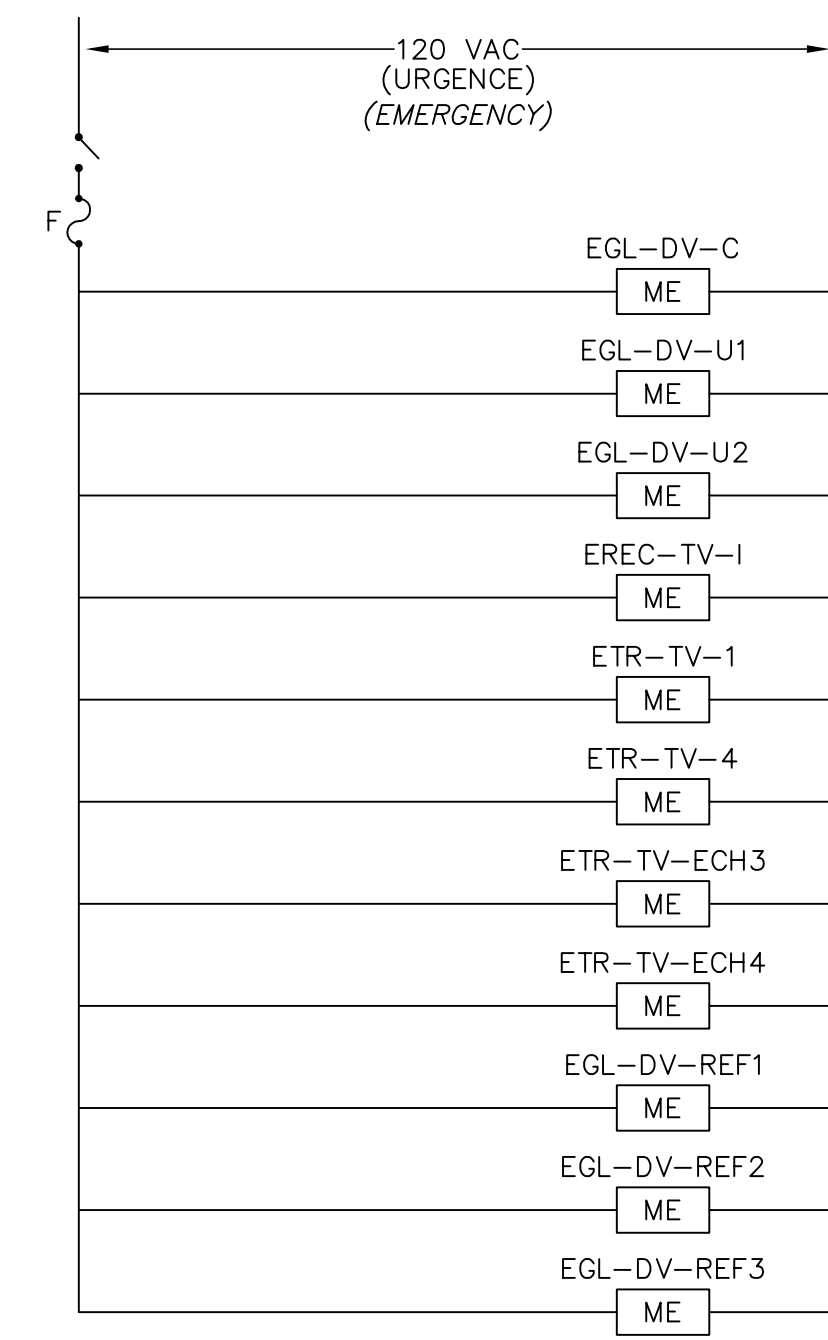 120 VAC
(URGENCE)
(EMERGENCY)
F
EGL-DV-C
ME
EGL-DV-U1
ME
EGL-DV-U2
ME
EREC-TV-I
ME
ETR-TV-1
ME
ETR-TV-4
ME
ETR-TV-ECH3
ME
ETR-TV-ECH4
ME
EGL-DV-REF1
ME
EGL-DV-REF2
ME
EGL-DV-REF3
ME